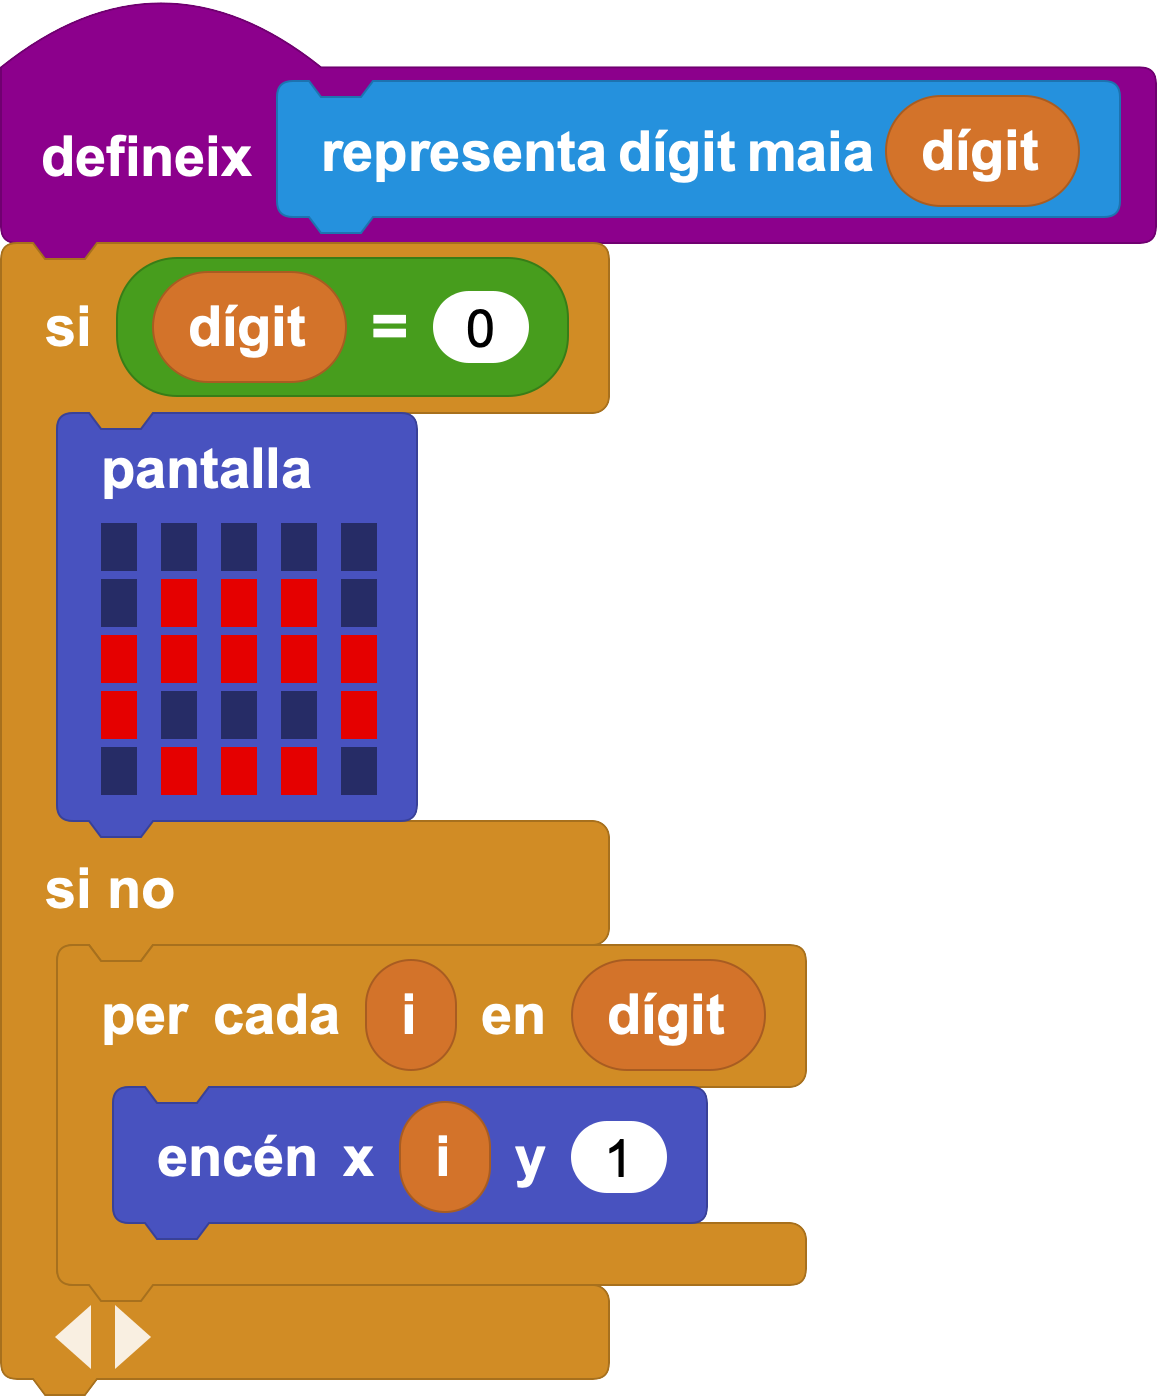 defineix representa dígit maia dígit
si dígit = 0
pantalla
si no
per cada i en dígit
encén x i y 1